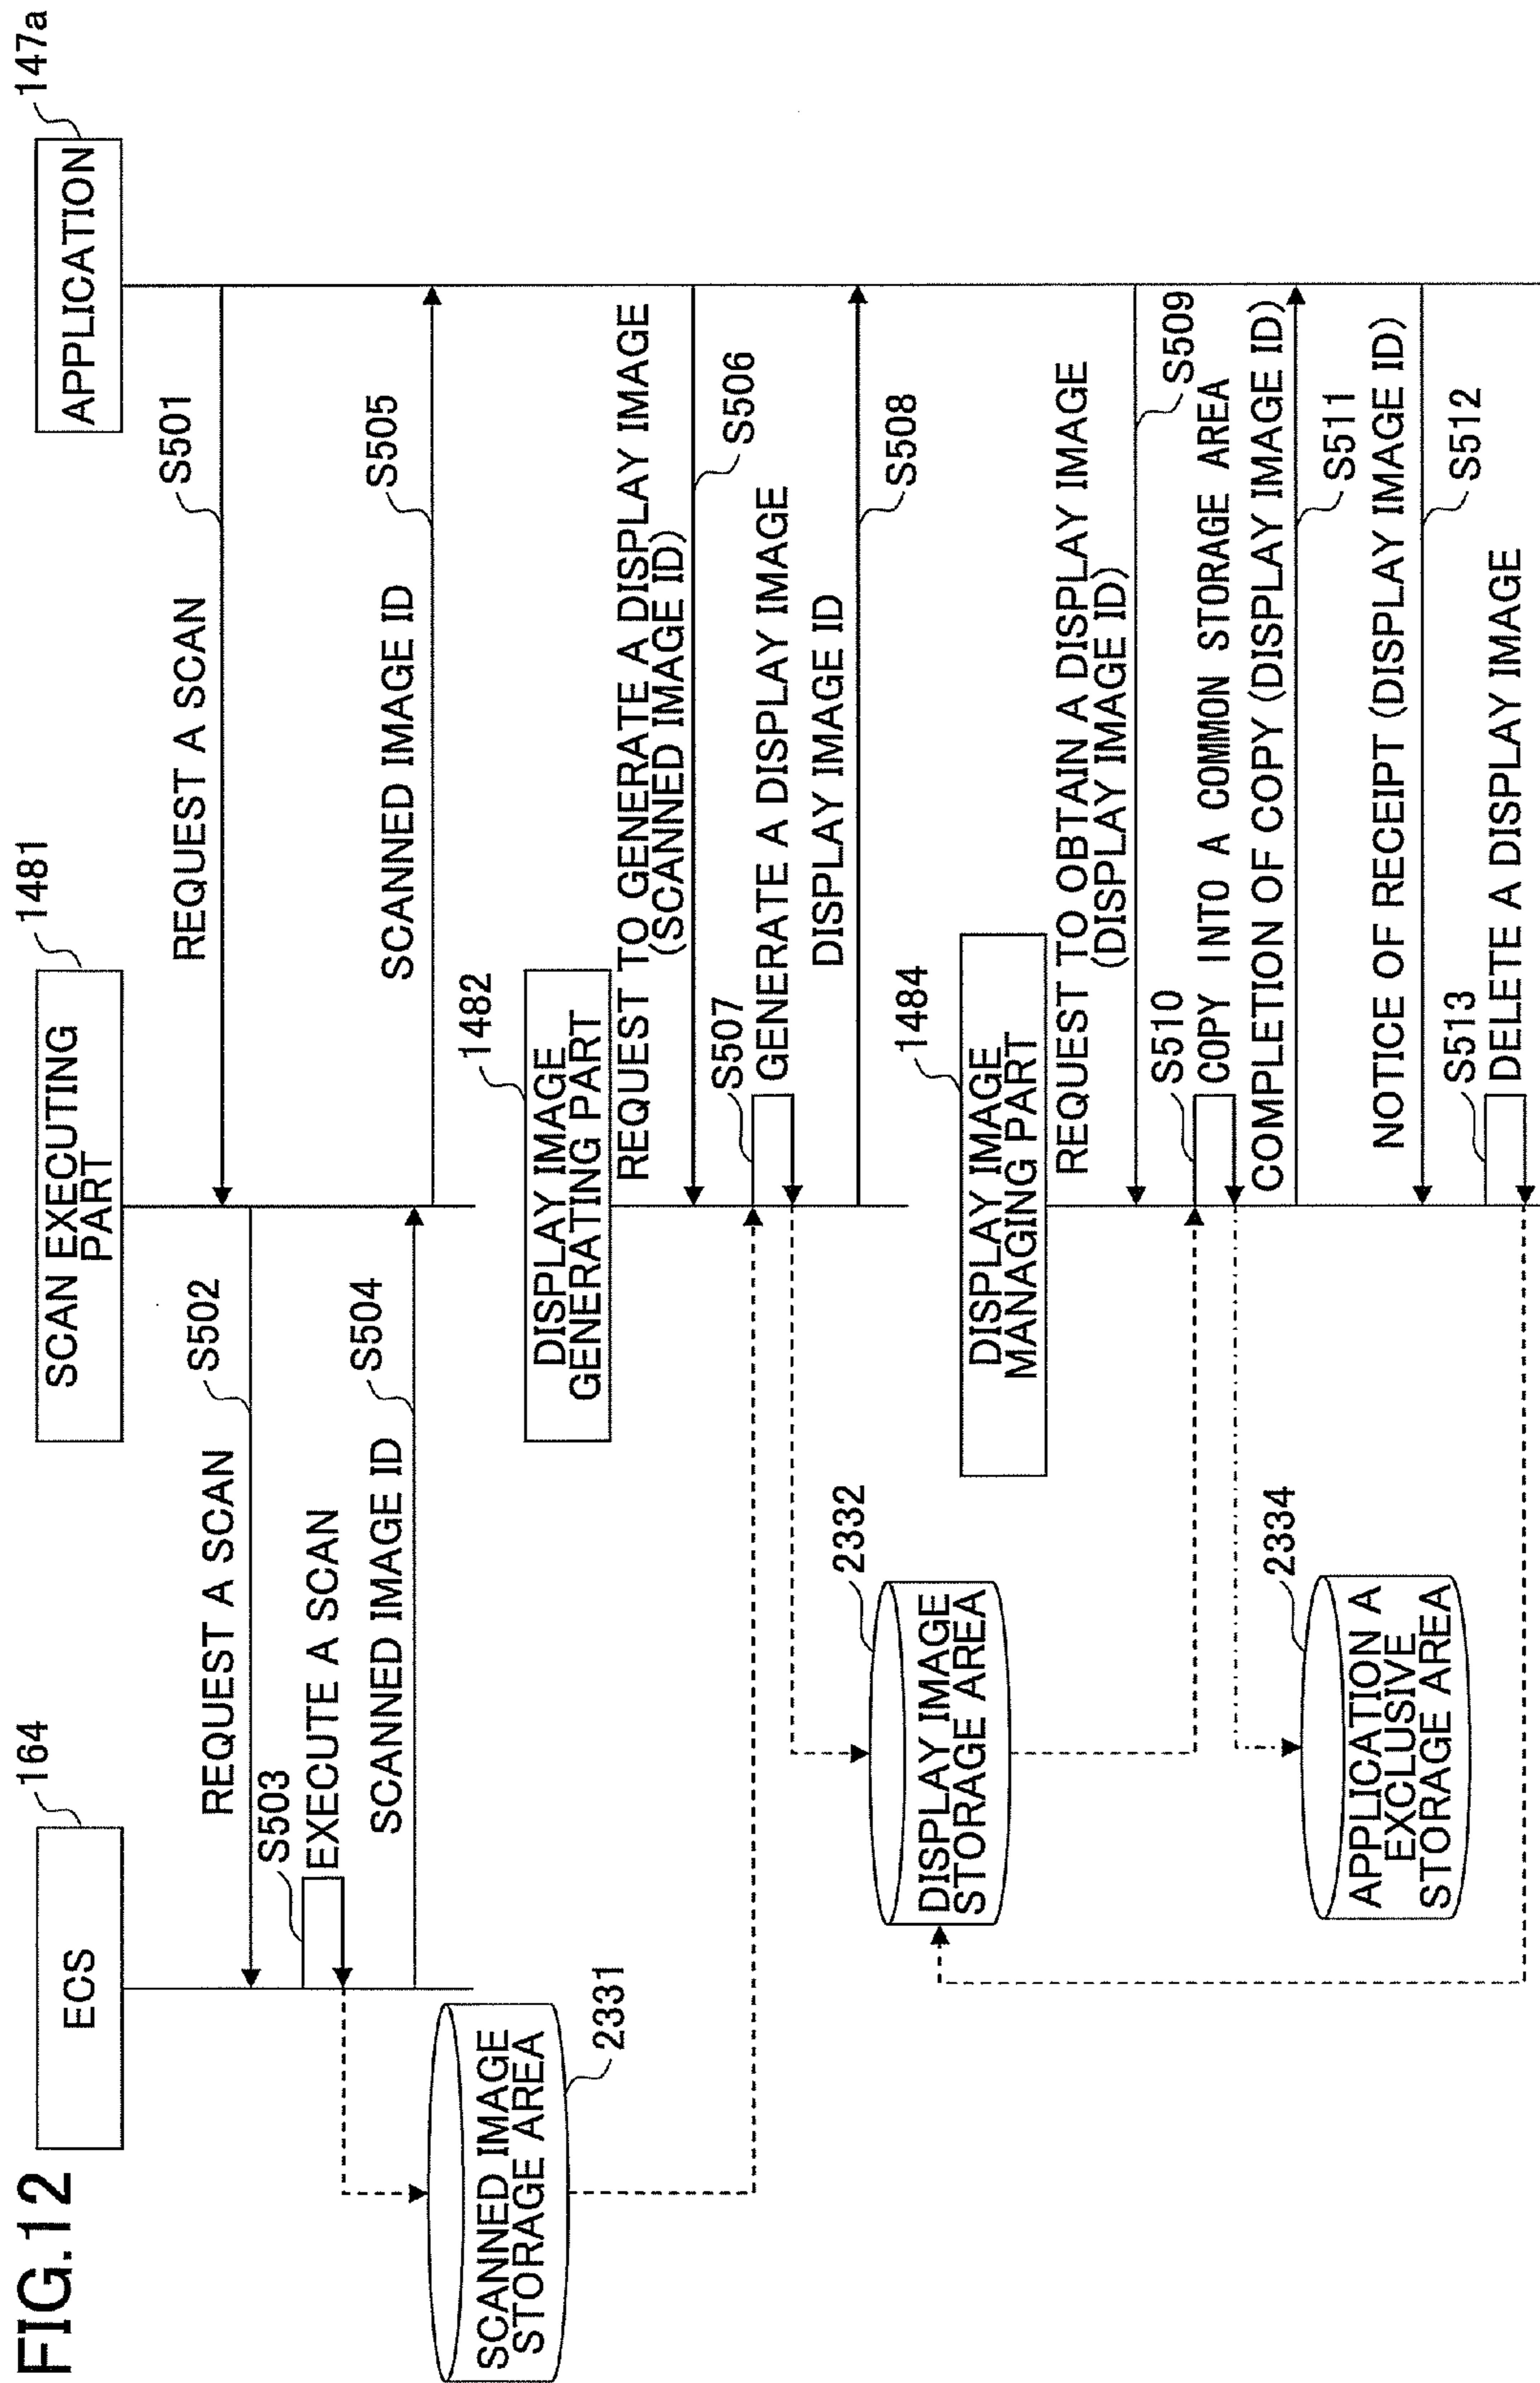 FIG.12
ECS
164
SCAN EXECUTING
PART
1481
APPLICATION
147a
REQUEST A SCAN
S501
REQUEST A SCAN
S502
S503
EXECUTE A SCAN
SCANNED IMAGE ID
S504
SCANNED IMAGE ID
S505
SCANNED IMAGE
STORAGE AREA
2331
DISPLAY IMAGE
GENERATING PART
1482
REQUEST TO GENERATE A DISPLAY IMAGE
(SCANNED IMAGE ID)
S506
S507
GENERATE A DISPLAY IMAGE
DISPLAY IMAGE ID
S508
DISPLAY IMAGE
STORAGE AREA
2332
DISPLAY IMAGE
MANAGING PART
1484
REQUEST TO OBTAIN A DISPLAY IMAGE
(DISPLAY IMAGE ID)
S509
S510
COPY INTO A COMMON STORAGE AREA
COMPLETION OF COPY (DISPLAY IMAGE ID)
S511
APPLICATION A
EXCLUSIVE
STORAGE AREA
2334
NOTICE OF RECEIPT (DISPLAY IMAGE ID)
S512
S513
DELETE A DISPLAY IMAGE